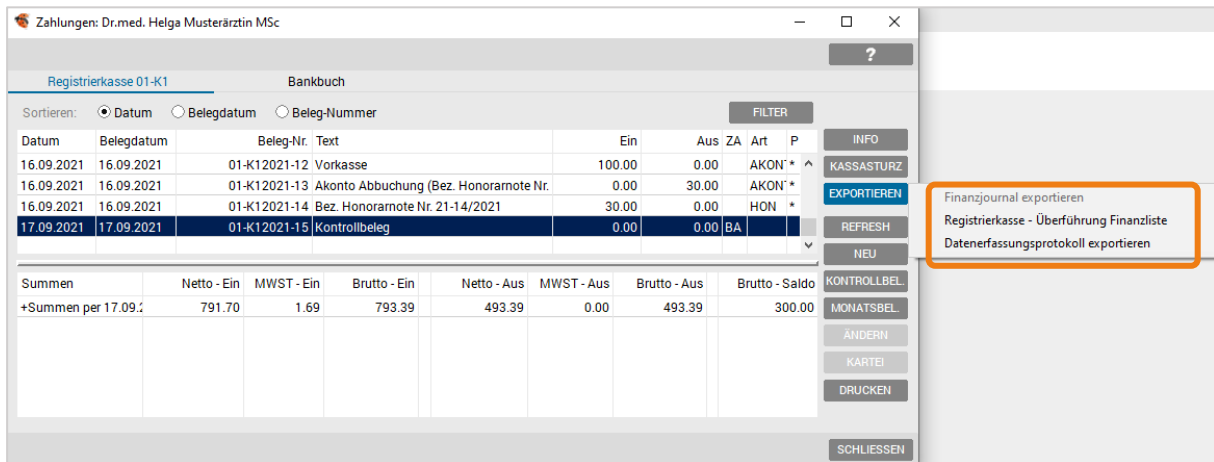 Zahlungen: Dr.med. Helga Musterärztin MSc
?
Registrierkasse 01-K1 Bankbuch
Sortieren: Datum Belegdatum Beleg-Nummer FILTER
Datum Belegdatum Beleg-Nr. Text Ein Aus ZA Art P INFO
16.09.2021 16.09.2021 01-K12021-12 Vorkasse 100.00 0.00 AKON * KASSASTURZ
16.09.2021 16.09.2021 01-K12021-13 Akonto Abbuchung (Bez. Honorarnote Nr. 0.00 30.00 AKON * EXPORTIEREN
16.09.2021 16.09.2021 01-K12021-14 Bez. Honorarnote Nr. 21-14/2021 30.00 0.00 HON *
17.09.2021 17.09.2021 01-K12021-15 Kontrollbeleg 0.00 0.00 BA REFRESH
Finanzjournal exportieren
Registrierkasse - Überführung Finanzliste
Datenerfassungsprotokoll exportieren
NEU
Summen Netto - Ein MWST - Ein Brutto - Ein Netto - Aus MWST - Aus Brutto - Aus Brutto - Saldo KONTROLLBEL.
+Summen per 17.09.2 791.70 1.69 793.39 493.39 0.00 493.39 300.00 MONATSBEL.
ÄNDERN
KARTEI
DRUCKEN
SCHLIESSEN